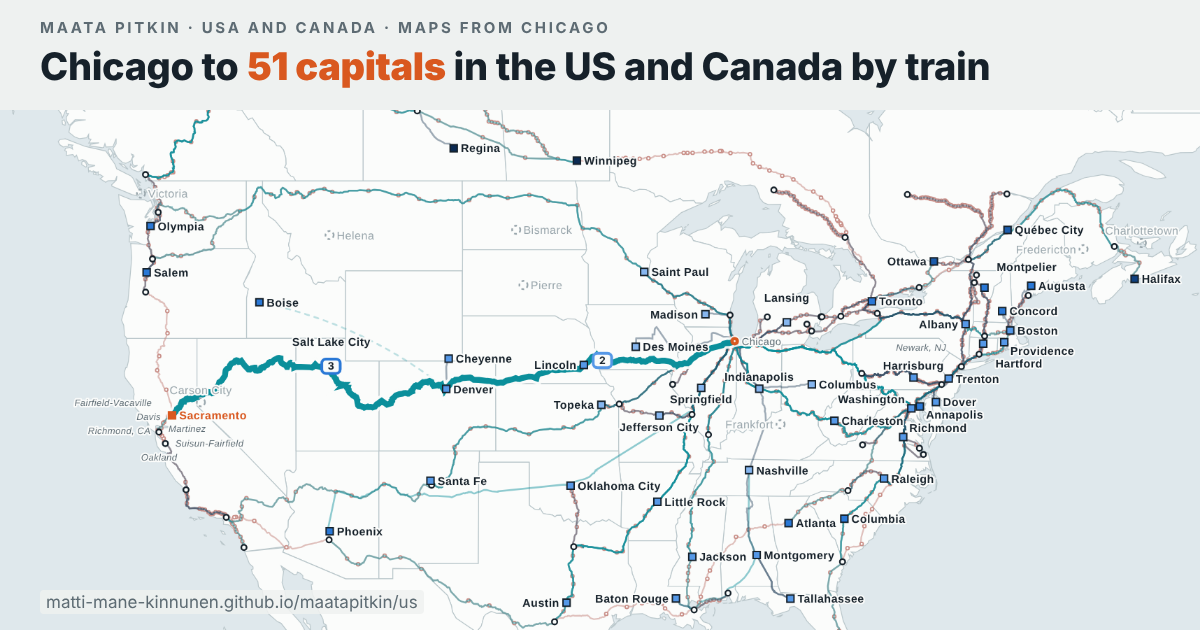 MAATA PITKIN · USA AND CANADA · MAPS FROM CHICAGO
Chicago to 51 capitals in the US and Canada by train
Regina
Winnipeg
Victoria
Olympia
Helena
Bismarck
Québec City
Charlottetown
Fredericton
Ottawa
Salem
Saint Paul
Montpelier
Halifax
Pierre
Augusta
Boise
Lansing
Toronto
Madison
Concord
Albany
Boston
Salt Lake City
Chicago
Des Moines
Newark, NJ
Providence
Cheyenne
Lincoln
2
3
Hartford
Harrisburg
Denver
Indianapolis
Columbus
Trenton
Carson City
Springfield
Washington
Dover
Fairfield-Vacaville
Topeka
Annapolis
Davis
Sacramento
Jefferson City
Frankfort
Charleston
Richmond
Richmond, CA
Martinez
Suisun-Fairfield
Oakland
Nashville
Santa Fe
Oklahoma City
Raleigh
Little Rock
Phoenix
Atlanta
Columbia
Jackson
Montgomery
matti-mane-kinnunen.github.io/maatapitkin/us
Austin
Baton Rouge
Tallahassee